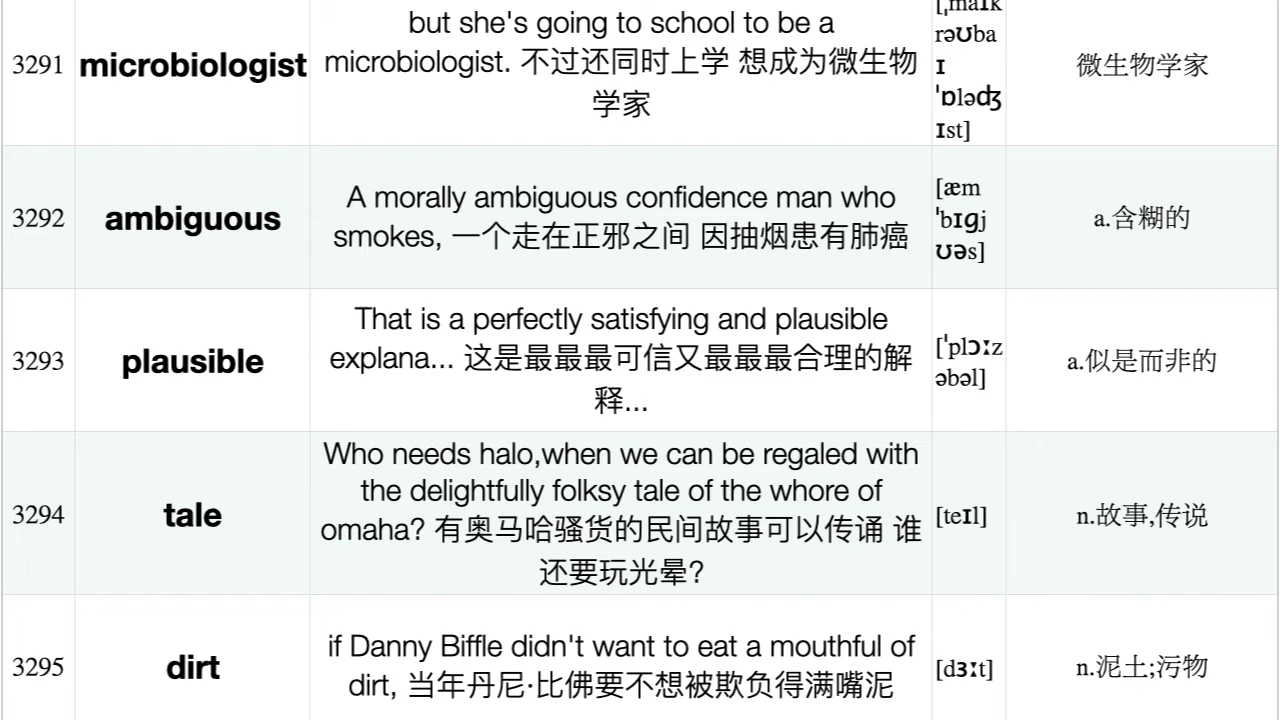 but she's going to school to be a
microbiologist. 不过还同时上学 想成为微生物
学家
3291
microbiologist
[ˌmaɪk
rəʊba
ɪ
ˈɒləʤ
ɪst]
微生物学家
3292
ambiguous
A morally ambiguous confidence man who
smokes, 一个走在正邪之间 因抽烟患有肺癌
[æm
ˈbɪɡj
ʊəs]
a.含糊的
3293
plausible
That is a perfectly satisfying and plausible
explana... 这是最最最可信又最最最合理的解
释...
[ˈplɔːz
əbəl]
a.似是而非的
3294
tale
Who needs halo,when we can be regaled with
the delightfully folksy tale of the whore of
omaha? 有奥马哈骚货的民间故事可以传诵 谁
还要玩光晕?
[teɪl]
n.故事,传说
3295
dirt
if Danny Biffle didn't want to eat a mouthful of
dirt, 当年丹尼·比佛要不想被欺负得满嘴泥
[dɜːt]
n.泥土;污物